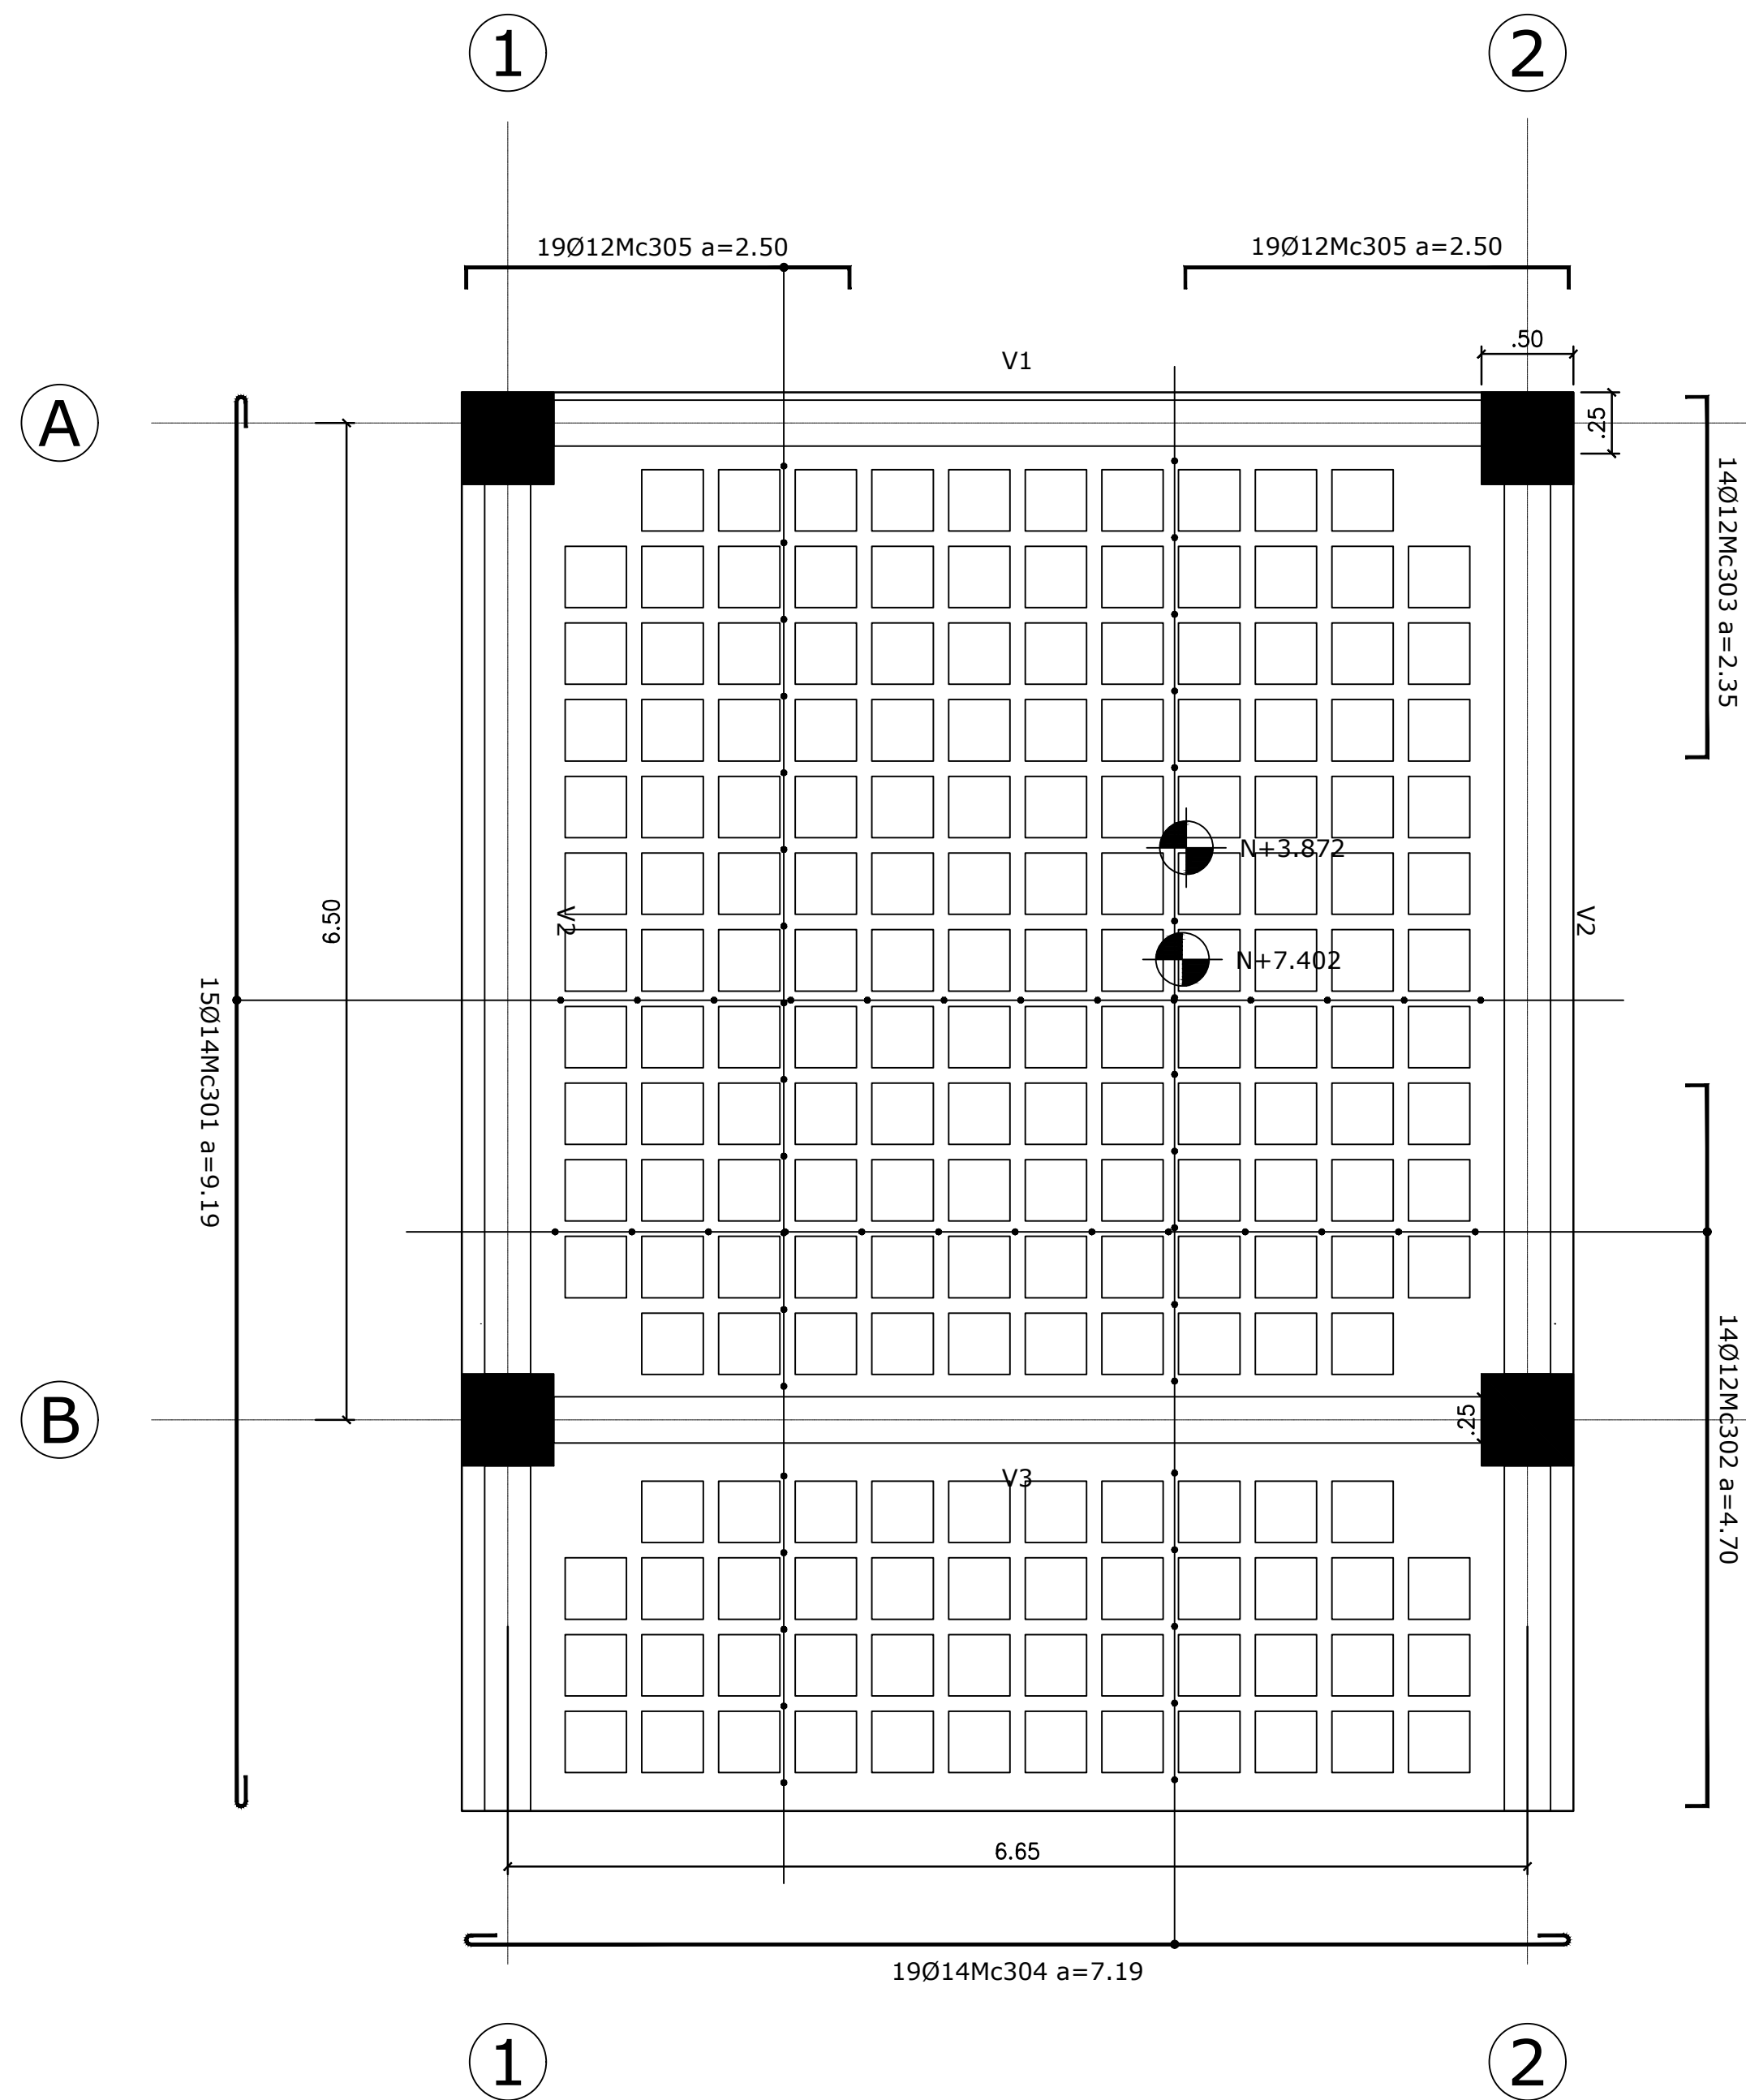 1
2
19Ø12Mc305 a=2.50
19Ø12Mc305 a=2.50
.50
V1
A
.25
14Ø12Mc303 a=2.35
N+3.872
6.50
V2
V2
N+7.402
15Ø14Mc301 a=9.19
14Ø12Mc302 a=4.70
B
.25
V3
6.65
19Ø14Mc304 a=7.19
1
2